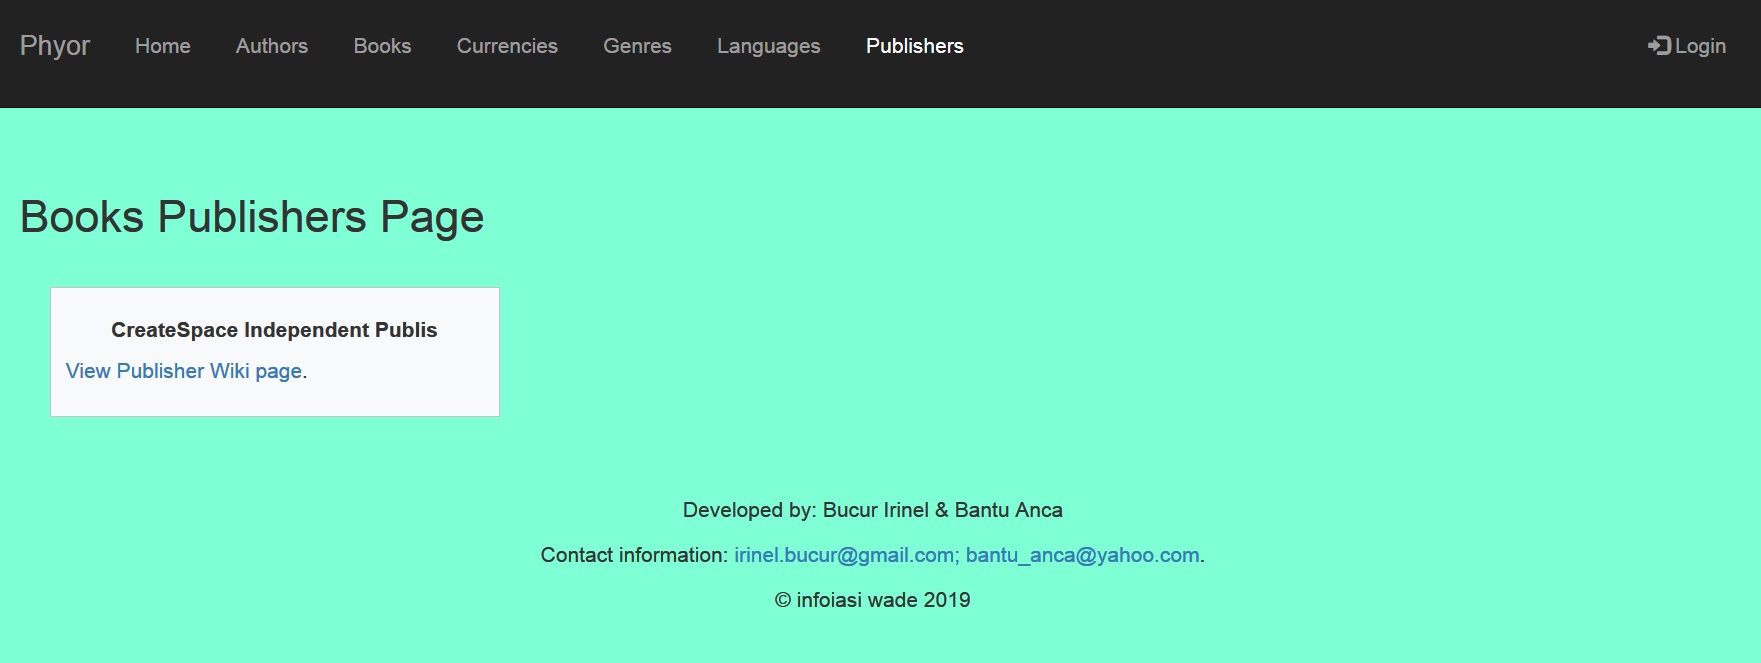 Phyor Home Authors Books Currencies Genres Languages Publishers Login
Books Publishers Page
CreateSpace Independent Publis
View Publisher Wiki page.
Developed by: Bucur Irinel & Bantu Anca
Contact information: irinel.bucur@gmail.com; bantu_anca@yahoo.com.
© infoiasi wade 2019